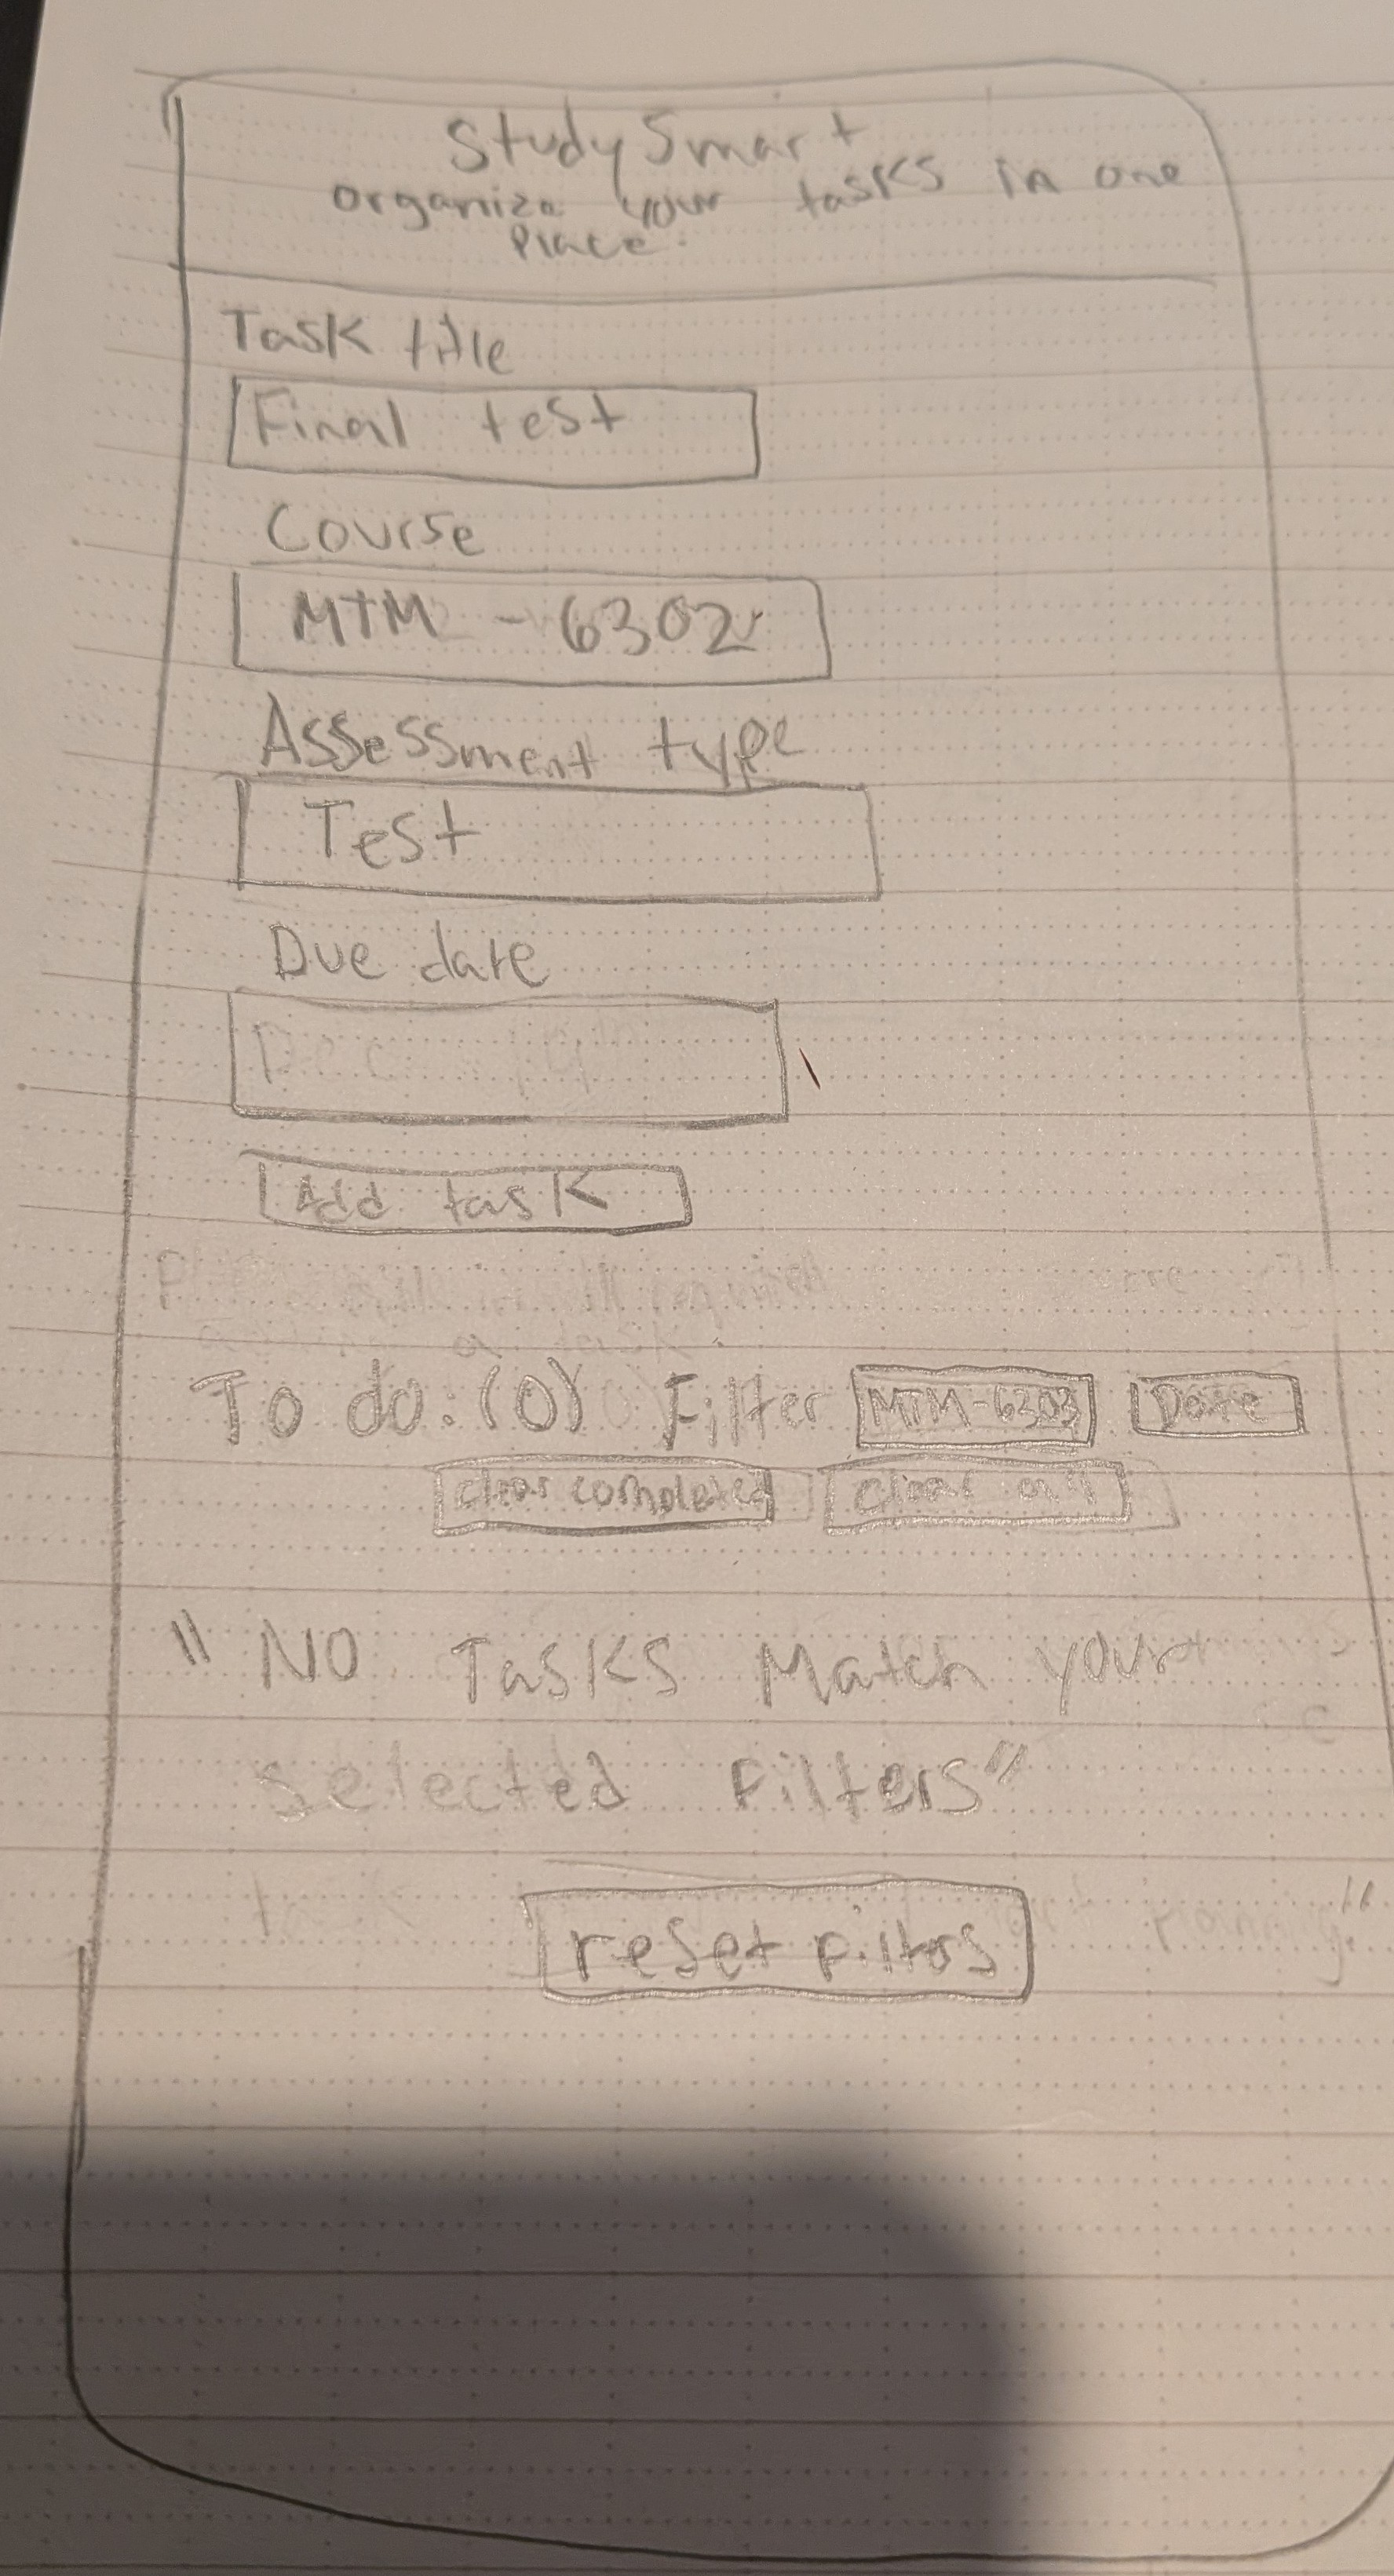 StudySmart
organize your tasks in one
place.
Task title
Final test
Course
MTM - 6302
Assessment type
Test
Due date
Add task
To do: (0) Filter MTM-6303 Date
clear completed clear all
" No Tasks Match your
selected Filters"
reset filters